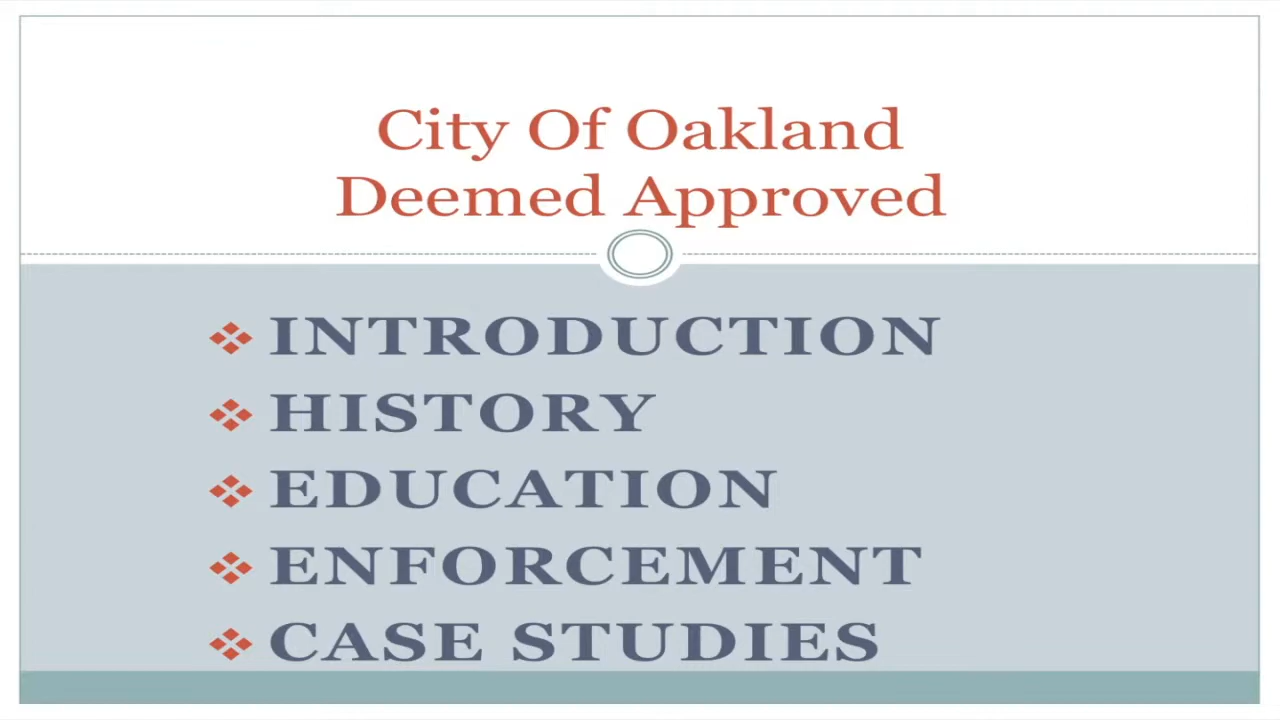 City Of Oakland
Deemed Approved
INTRODUCTION
HISTORY
EDUCATION
ENFORCEMENT
CASE STUDIES